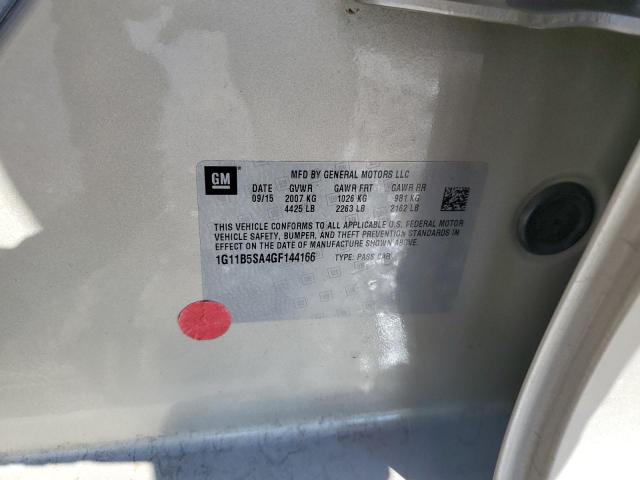 GM
MFD BY GENERAL MOTORS LLC
DATE GVWR GAWR FRT GAWR RR
09/15 2007 KG 1026 KG 981 KG
4425 LB 2263 LB 2162 LB
THIS VEHICLE CONFORMS TO ALL APPLICABLE U.S. FEDERAL MOTOR
VEHICLE SAFETY, BUMPER, AND THEFT PREVENTION STANDARDS IN
EFFECT ON THE DATE OF MANUFACTURE SHOWN ABOVE.
1G11B5SA4GF144166 TYPE: PASS CAR